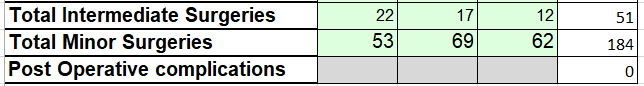 Total Intermediate Surgeries 22 17 12 51
Total Minor Surgeries 53 69 62 184
Post Operative complications 0